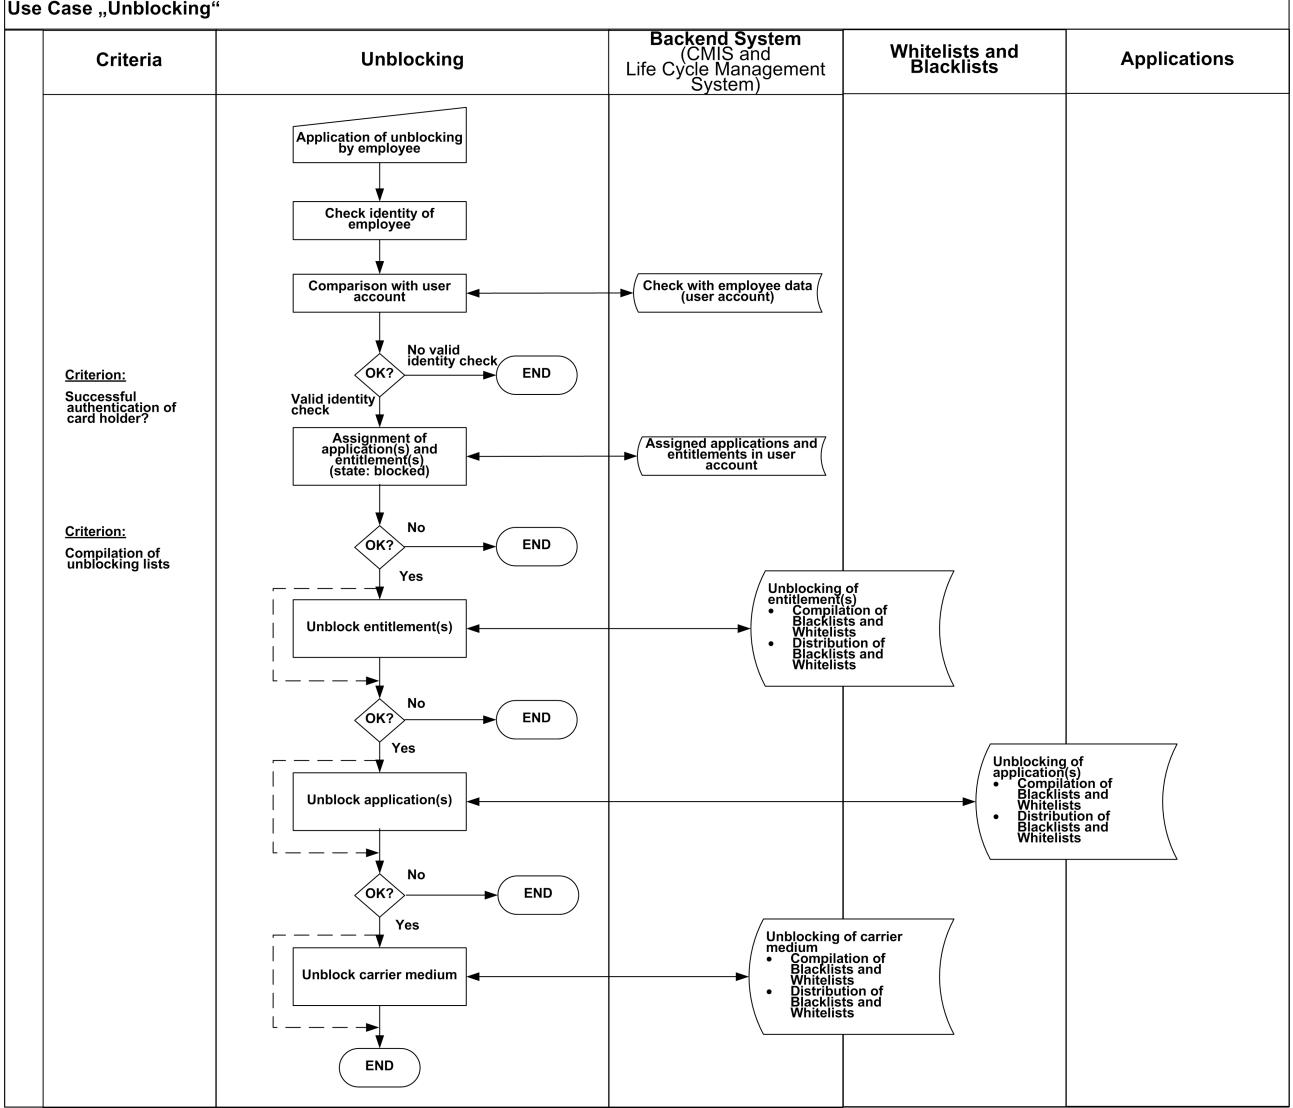 Use Case „Unblocking“
Criteria
Unblocking
Backend System
(CMIS and
Life Cycle Management
System)
Whitelists and
Blacklists
Applications
Application of unblocking
by employee
Check identity of
employee
Comparison with user
account
Check with employee data
(user account)
Criterion:
Successful
authentication of
card holder?
OK?
No valid
identity check
END
Valid identity
check
Assignment of
application(s) and
entitlement(s)
(state: blocked)
Assigned applications and
entitlements in user
account
Criterion:
Compilation of
unblocking lists
OK?
No
END
Yes
Unblock entitlement(s)
Unblocking of
entitlement(s)
• Compilation of
Blacklists and
Whitelists
• Distribution of
Blacklists and
Whitelists
OK?
No
END
Yes
Unblock application(s)
Unblocking of
application(s)
• Compilation of
Blacklists and
Whitelists
• Distribution of
Blacklists and
Whitelists
OK?
No
END
Yes
Unblock carrier medium
Unblocking of carrier
medium
• Compilation of
Blacklists and
Whitelists
• Distribution of
Blacklists and
Whitelists
END